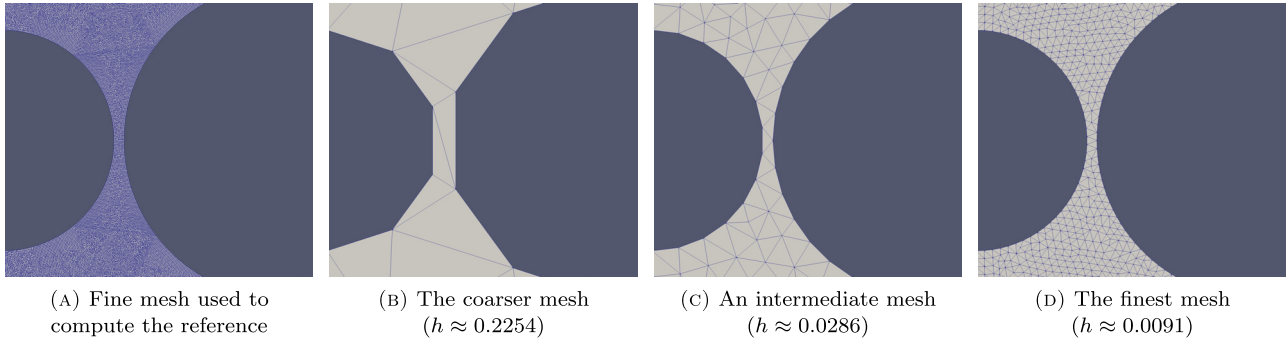 (A) Fine mesh used to
compute the reference
(B) The coarser mesh
(h ≈ 0.2254)
(C) An intermediate mesh
(h ≈ 0.0286)
(D) The finest mesh
(h ≈ 0.0091)